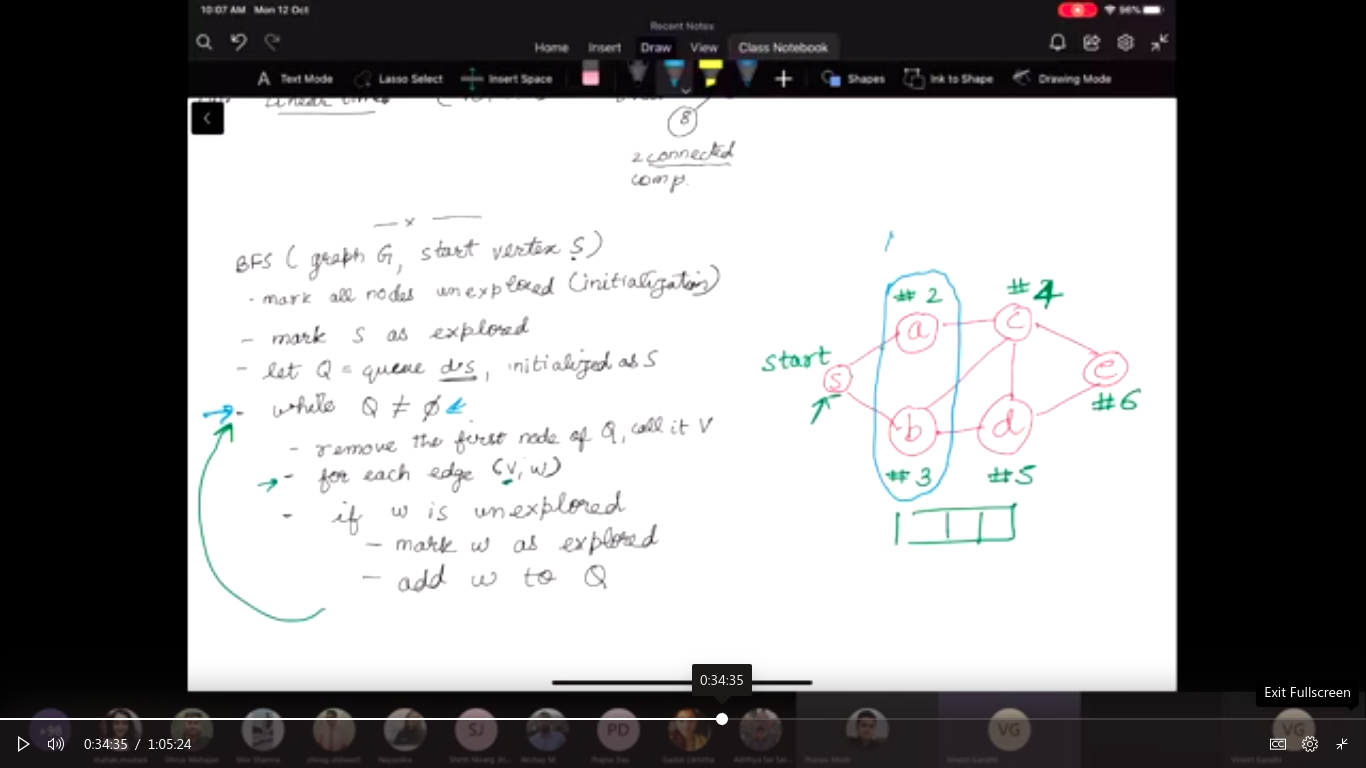 10:07 AM Mon 12 Oct
96%
Recent Notes
Home Insert Draw View Class Notebook
Text Mode Lasso Select Insert Space Shapes Ink to Shape Drawing Mode
Linear time
8
2 connected
comp.
BFS ( graph G, start vertex S)
- mark all nodes unexplored (initialization)
- mark S as explored
- let Q = queue d.s, initialized as S
- while Q ≠ ∅
- remove the first node of Q, call it V
- for each edge (v, w)
- if w is unexplored
- mark w as explored
- add w to Q
#2
#4
a
c
start
s
e
#6
b
d
#3
#5
0:34:35
Exit Fullscreen
SJ
PD
VG
VG
0:34:35 / 1:05:24
CC